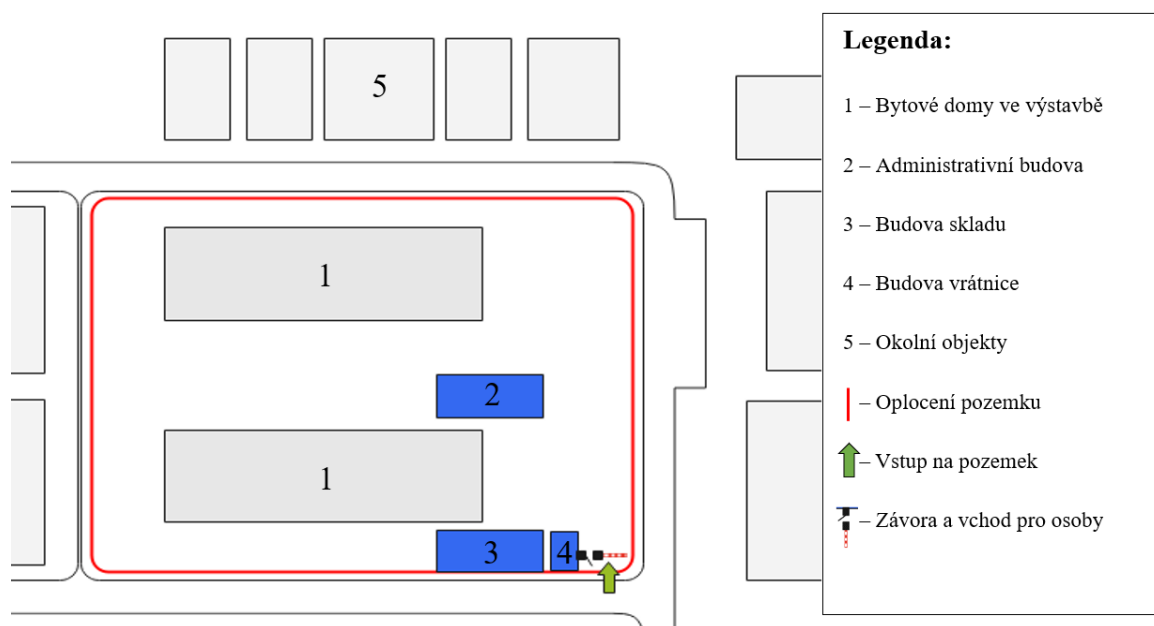 5
1
2
1
3
4
Legenda:
1 – Bytové domy ve výstavbě
2 – Administrativní budova
3 – Budova skladu
4 – Budova vrátnice
5 – Okolní objekty
– Oplocení pozemku
– Vstup na pozemek
– Závora a vchod pro osoby